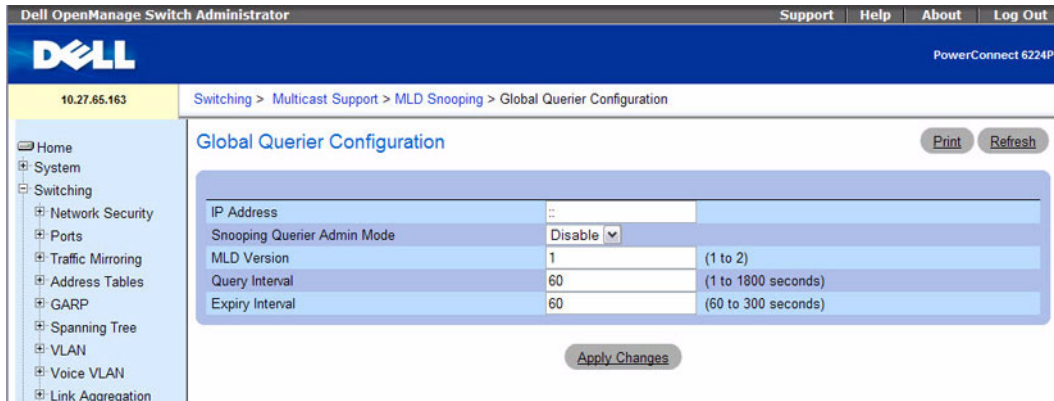 Dell OpenManage Switch Administrator
Support
Help
About
Log Out
DELL
PowerConnect 6224P
10.27.65.163
Switching > Multicast Support > MLD Snooping > Global Querier Configuration
Home
System
Switching
Network Security
Ports
Traffic Mirroring
Address Tables
GARP
Spanning Tree
VLAN
Voice VLAN
Link Aggregation
Global Querier Configuration
Print
Refresh
IP Address
::
Snooping Querier Admin Mode
Disable
MLD Version
1
(1 to 2)
Query Interval
60
(1 to 1800 seconds)
Expiry Interval
60
(60 to 300 seconds)
Apply Changes